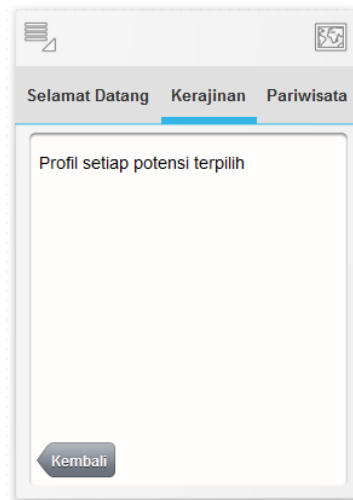 Selamat Datang Kerajinan Pariwisata
Profil setiap potensi terpilih
Kembali